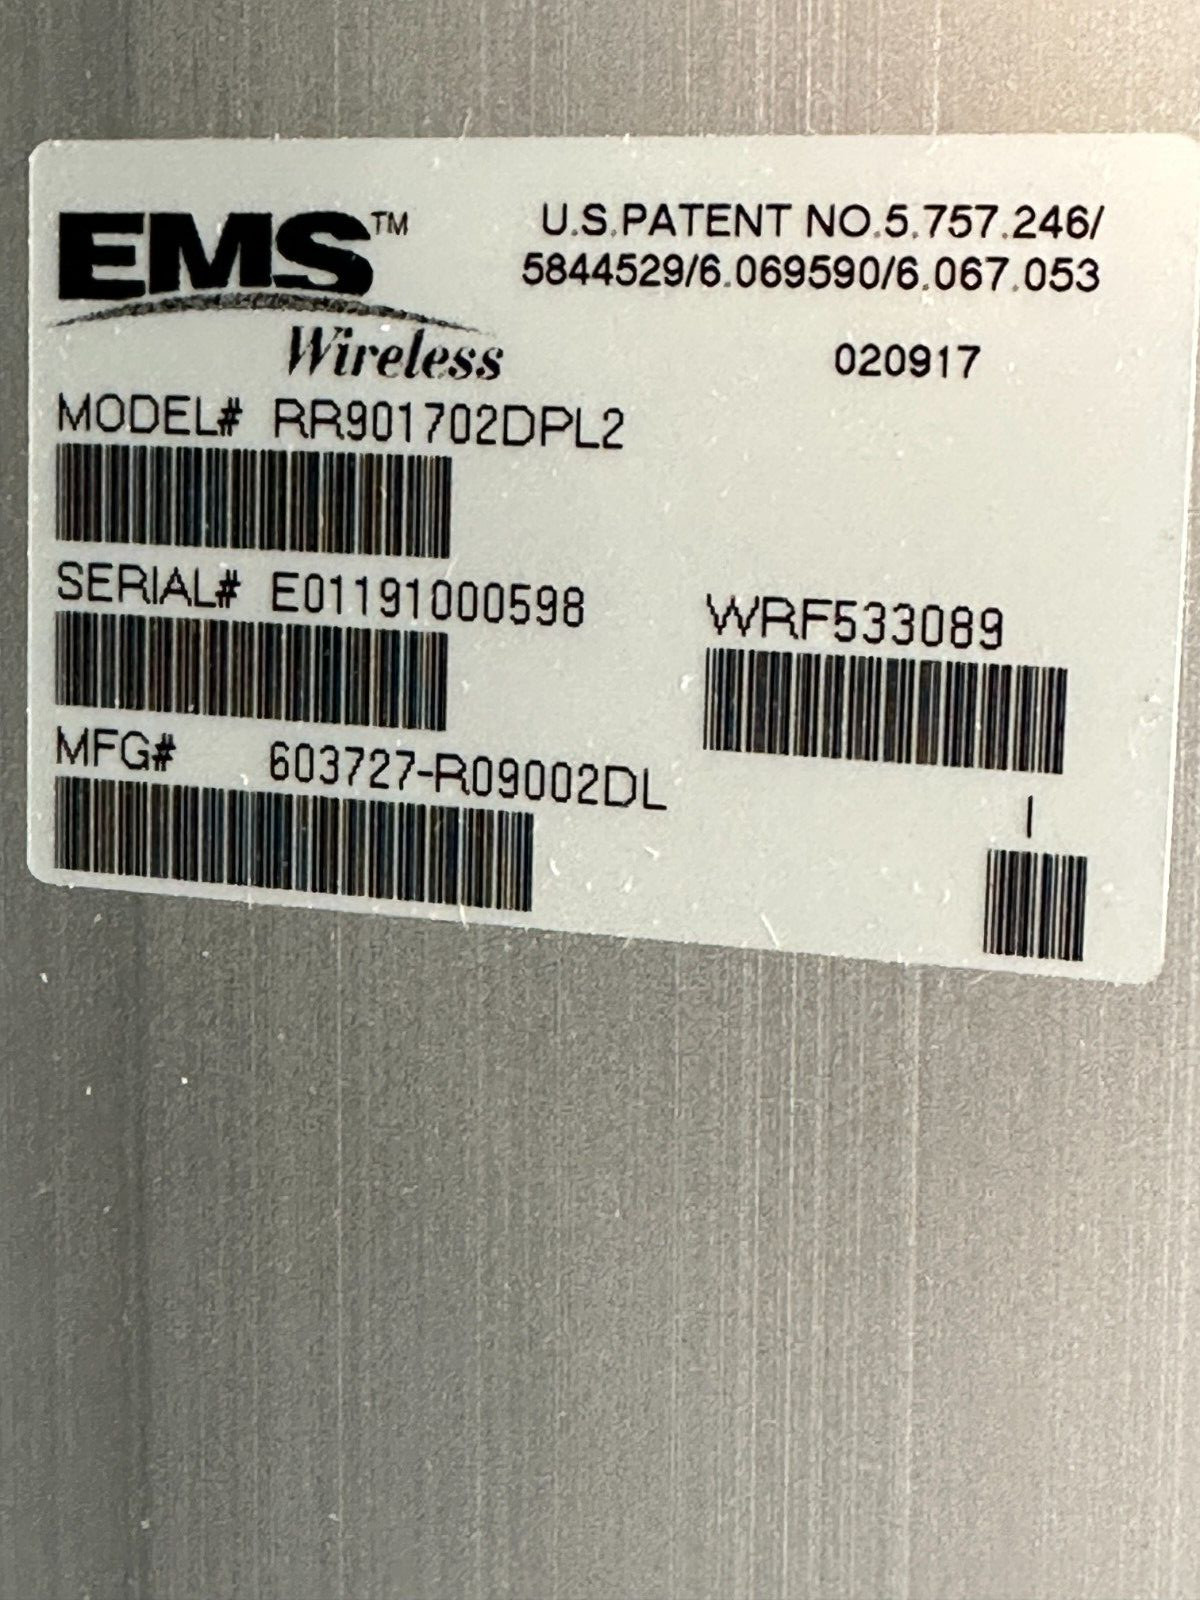 EMS™
Wireless
U.S.PATENT NO.5.757.246/
5844529/6.069590/6.067.053
020917
MODEL# RR901702DPL2
SERIAL# E01191000598
WRF533089
MFG# 603727-R09002DL
I